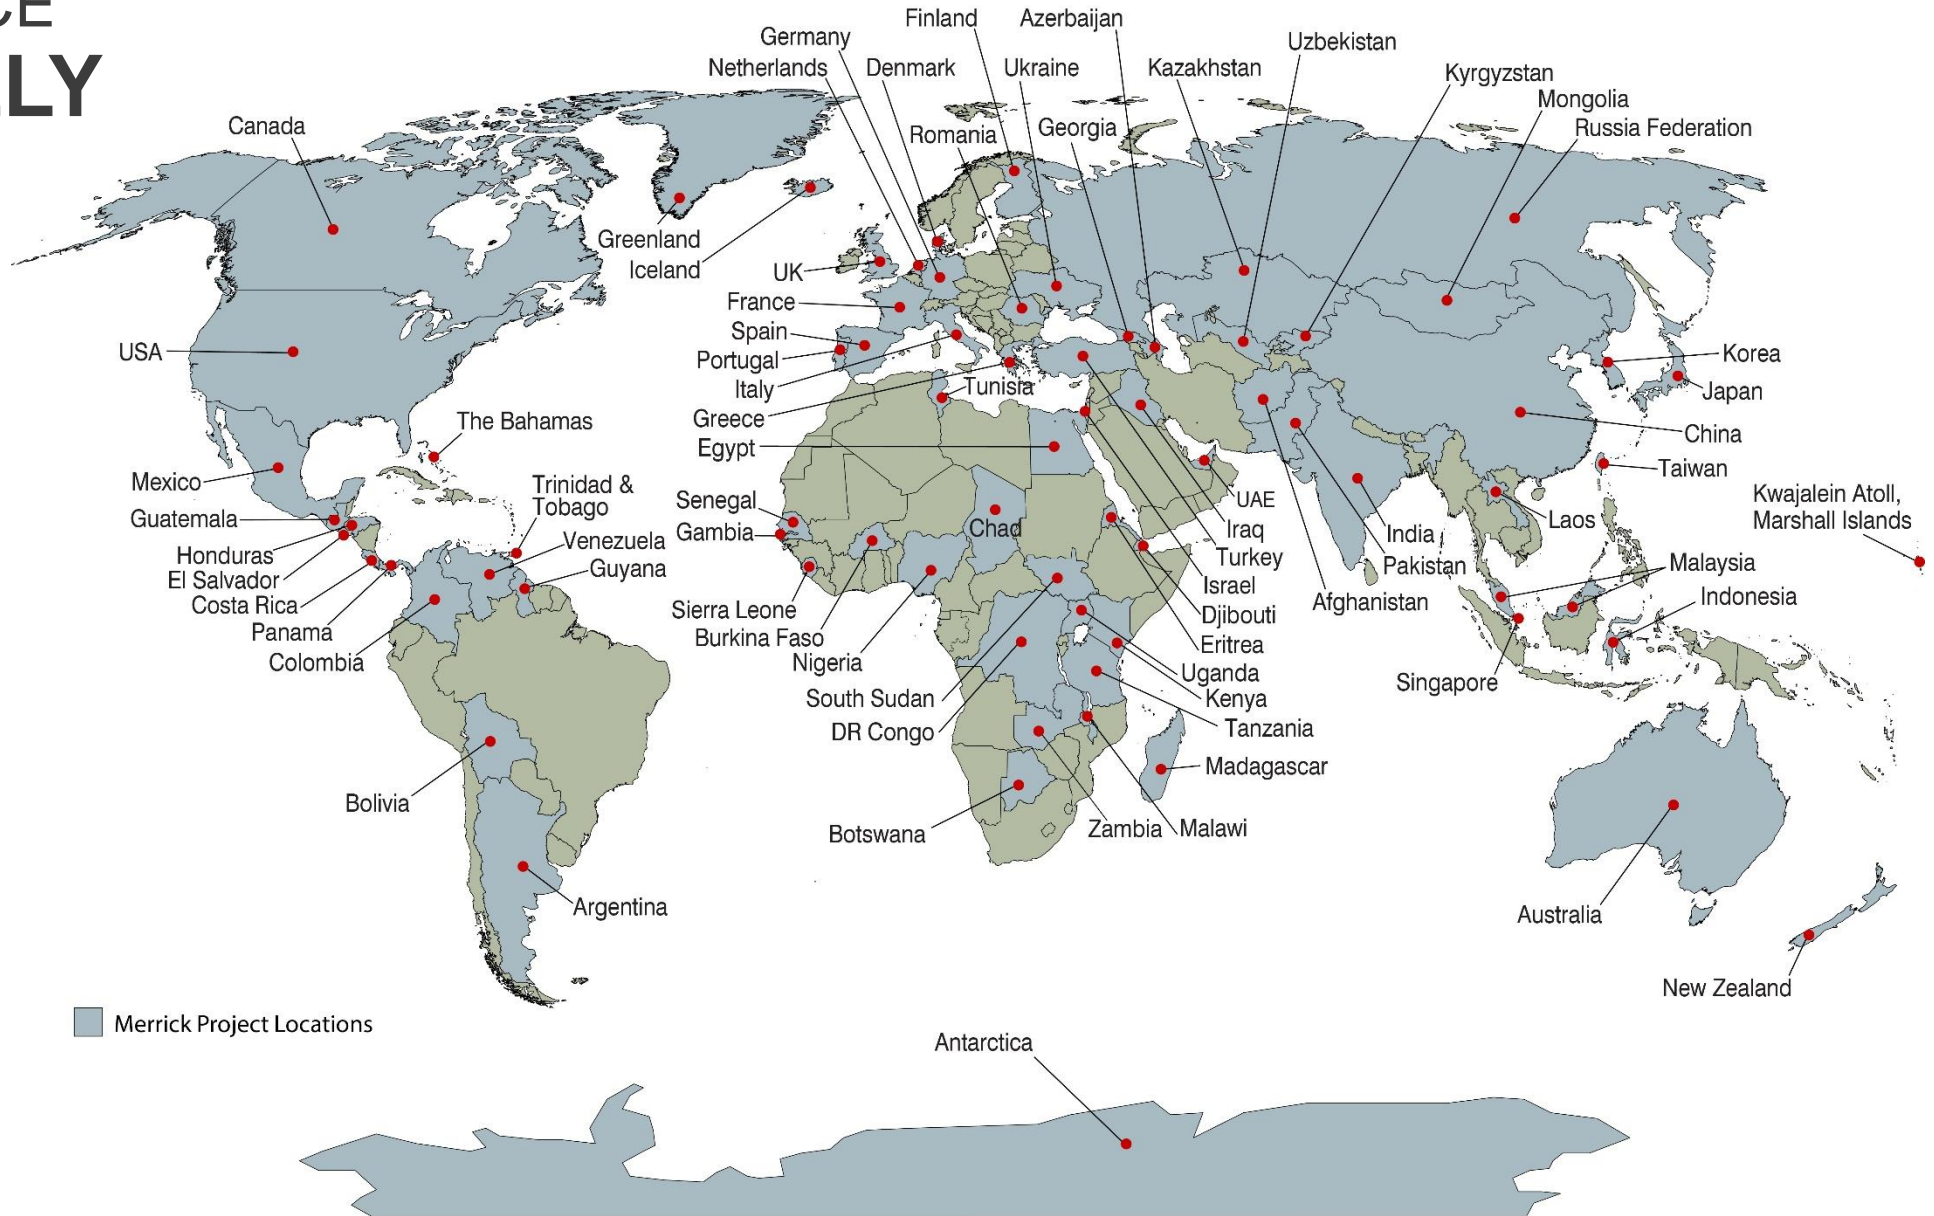 CE
LLY
Finland
Azerbaijan
Germany
Uzbekistan
Netherlands
Denmark
Ukraine
Kazakhstan
Kyrgyzstan
Mongolia
Canada
Romania
Georgia
Russia Federation
Greenland
Iceland
UK
France
Spain
Portugal
Italy
Tunisia
Greece
Egypt
USA
Korea
Japan
China
Taiwan
The Bahamas
Mexico
Guatemala
Honduras
El Salvador
Costa Rica
Panama
Colombia
Trinidad &
Tobago
Venezuela
Guyana
Senegal
Gambia
Chad
Sierra Leone
Burkina Faso
Nigeria
South Sudan
DR Congo
UAE
Iraq
Turkey
Israel
Djibouti
Eritrea
Uganda
Kenya
Tanzania
Afghanistan
Pakistan
India
Laos
Kwajalein Atoll,
Marshall Islands
Malaysia
Indonesia
Singapore
Bolivia
Botswana
Zambia
Malawi
Madagascar
Argentina
Australia
New Zealand
Merrick Project Locations
Antarctica